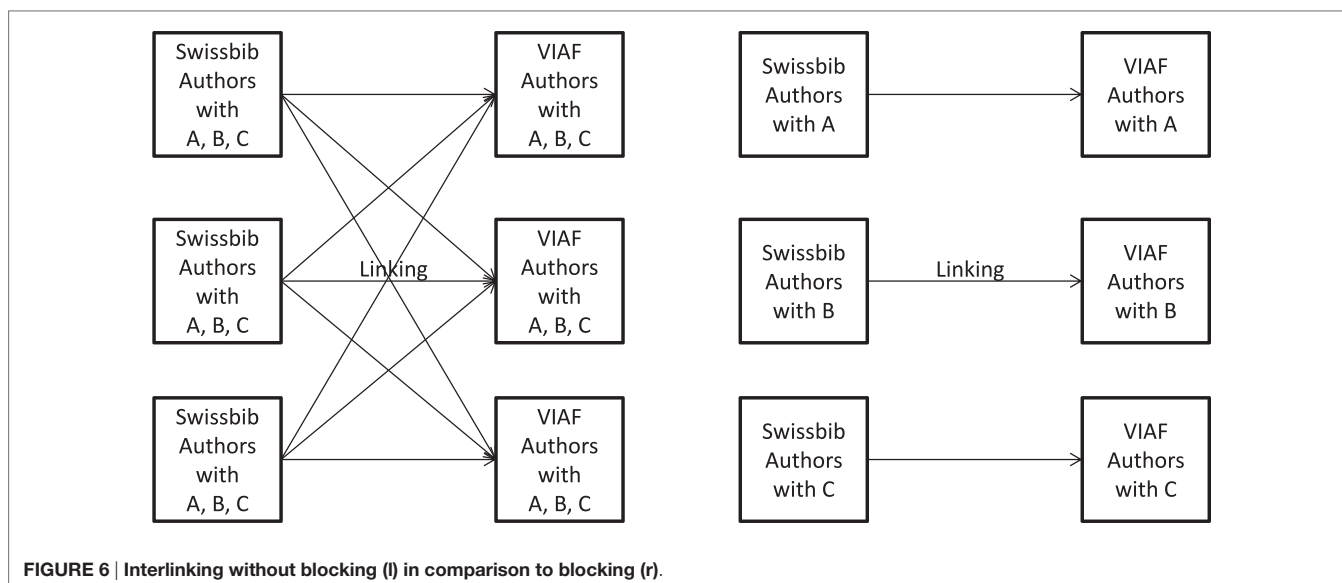 Swissbib
Authors
with
A, B, C
VIAF
Authors
with
A, B, C
Swissbib
Authors
with A
VIAF
Authors
with A
Swissbib
Authors
with
A, B, C
Linking
VIAF
Authors
with
A, B, C
Swissbib
Authors
with B
Linking
VIAF
Authors
with B
Swissbib
Authors
with
A, B, C
VIAF
Authors
with
A, B, C
Swissbib
Authors
with C
VIAF
Authors
with C
FIGURE 6 | Interlinking without blocking (l) in comparison to blocking (r).